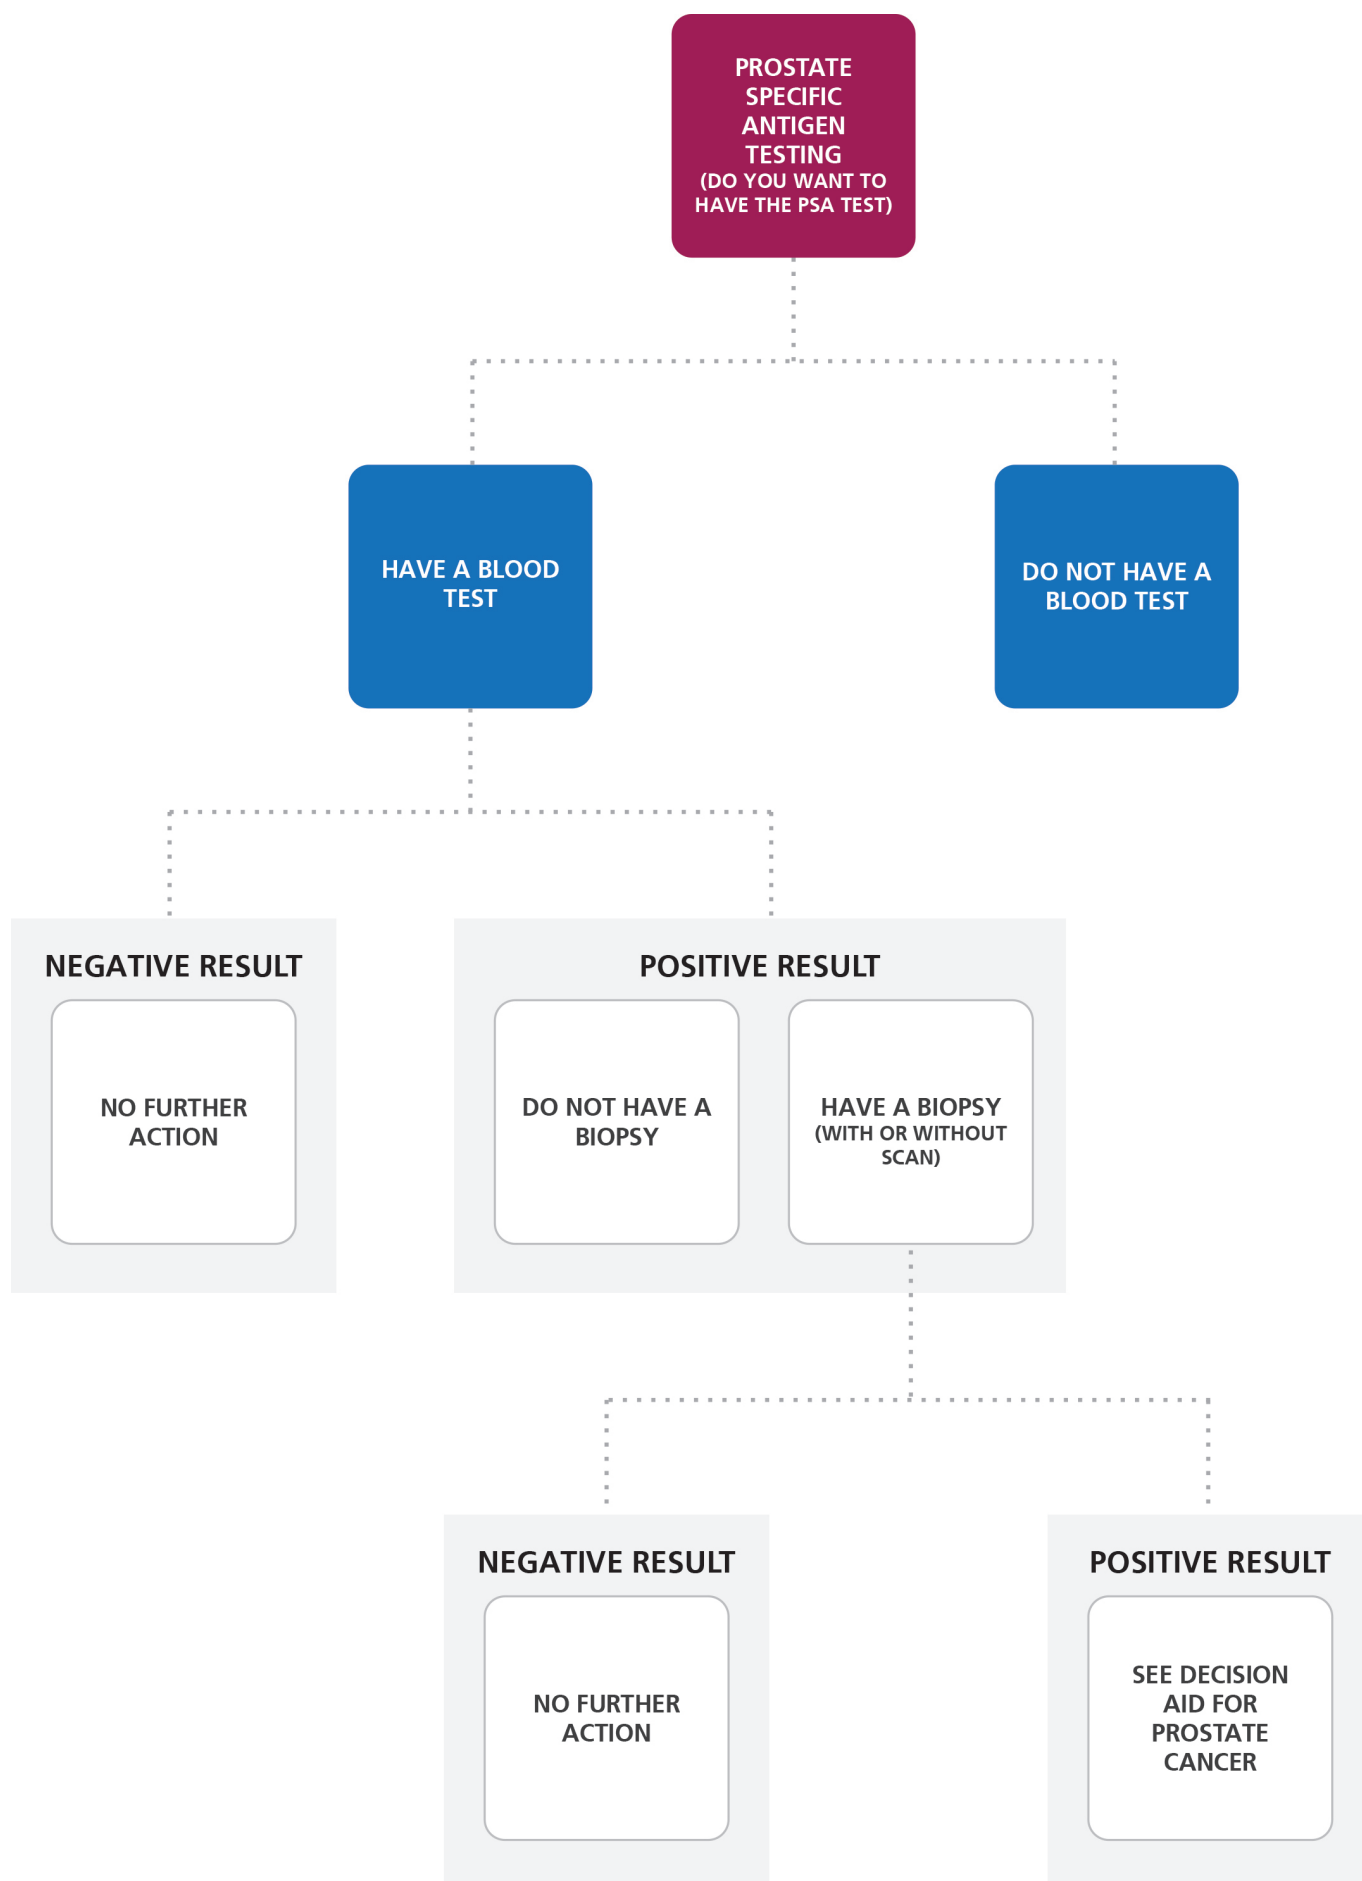 PROSTATE
SPECIFIC
ANTIGEN
TESTING
(DO YOU WANT TO
HAVE THE PSA TEST)
HAVE A BLOOD
TEST
DO NOT HAVE A
BLOOD TEST
NEGATIVE RESULT
NO FURTHER
ACTION
POSITIVE RESULT
DO NOT HAVE A
BIOPSY
HAVE A BIOPSY
(WITH OR WITHOUT
SCAN)
NEGATIVE RESULT
NO FURTHER
ACTION
POSITIVE RESULT
SEE DECISION
AID FOR
PROSTATE
CANCER